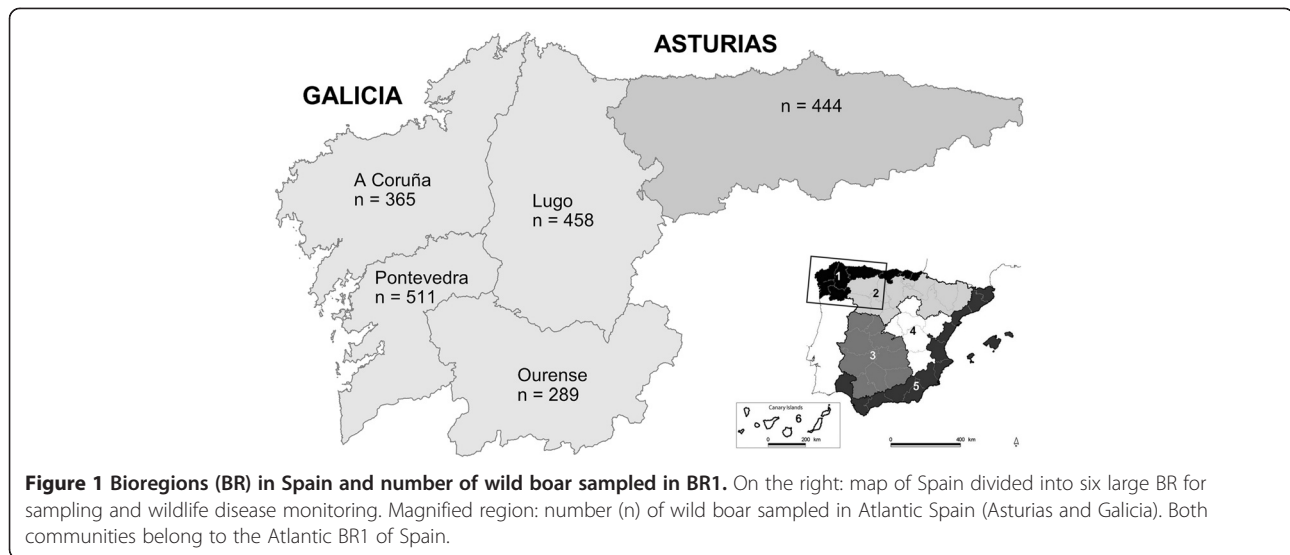 ASTURIAS
GALICIA
n = 444
A Coruña
n = 365
Lugo
n = 458
Pontevedra
n = 511
Ourense
n = 289
1
2
4
3
5
Canary Islands
6
0 200 km
0 400 km
Figure 1 Bioregions (BR) in Spain and number of wild boar sampled in BR1. On the right: map of Spain divided into six large BR for
sampling and wildlife disease monitoring. Magnified region: number (n) of wild boar sampled in Atlantic Spain (Asturias and Galicia). Both
communities belong to the Atlantic BR1 of Spain.